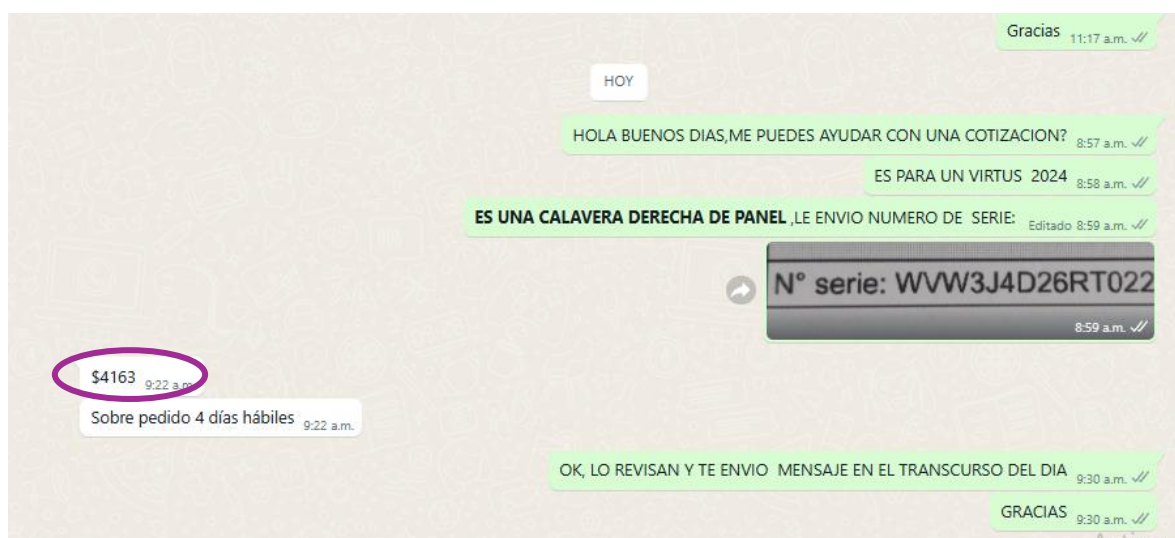 Gracias 11:17 a.m.
HOY
HOLA BUENOS DIAS,ME PUEDES AYUDAR CON UNA COTIZACION? 8:57 a.m.
ES PARA UN VIRTUS 2024 8:58 a.m.
ES UNA CALAVERA DERECHA DE PANEL ,LE ENVIO NUMERO DE SERIE: Editado 8:59 a.m.
N° serie: WVW3J4D26RT022
8:59 a.m.
$4163 9:22 a.m
Sobre pedido 4 días hábiles 9:22 a.m.
OK, LO REVISAN Y TE ENVIO MENSAJE EN EL TRANSCURSO DEL DIA 9:30 a.m.
GRACIAS 9:30 a.m.